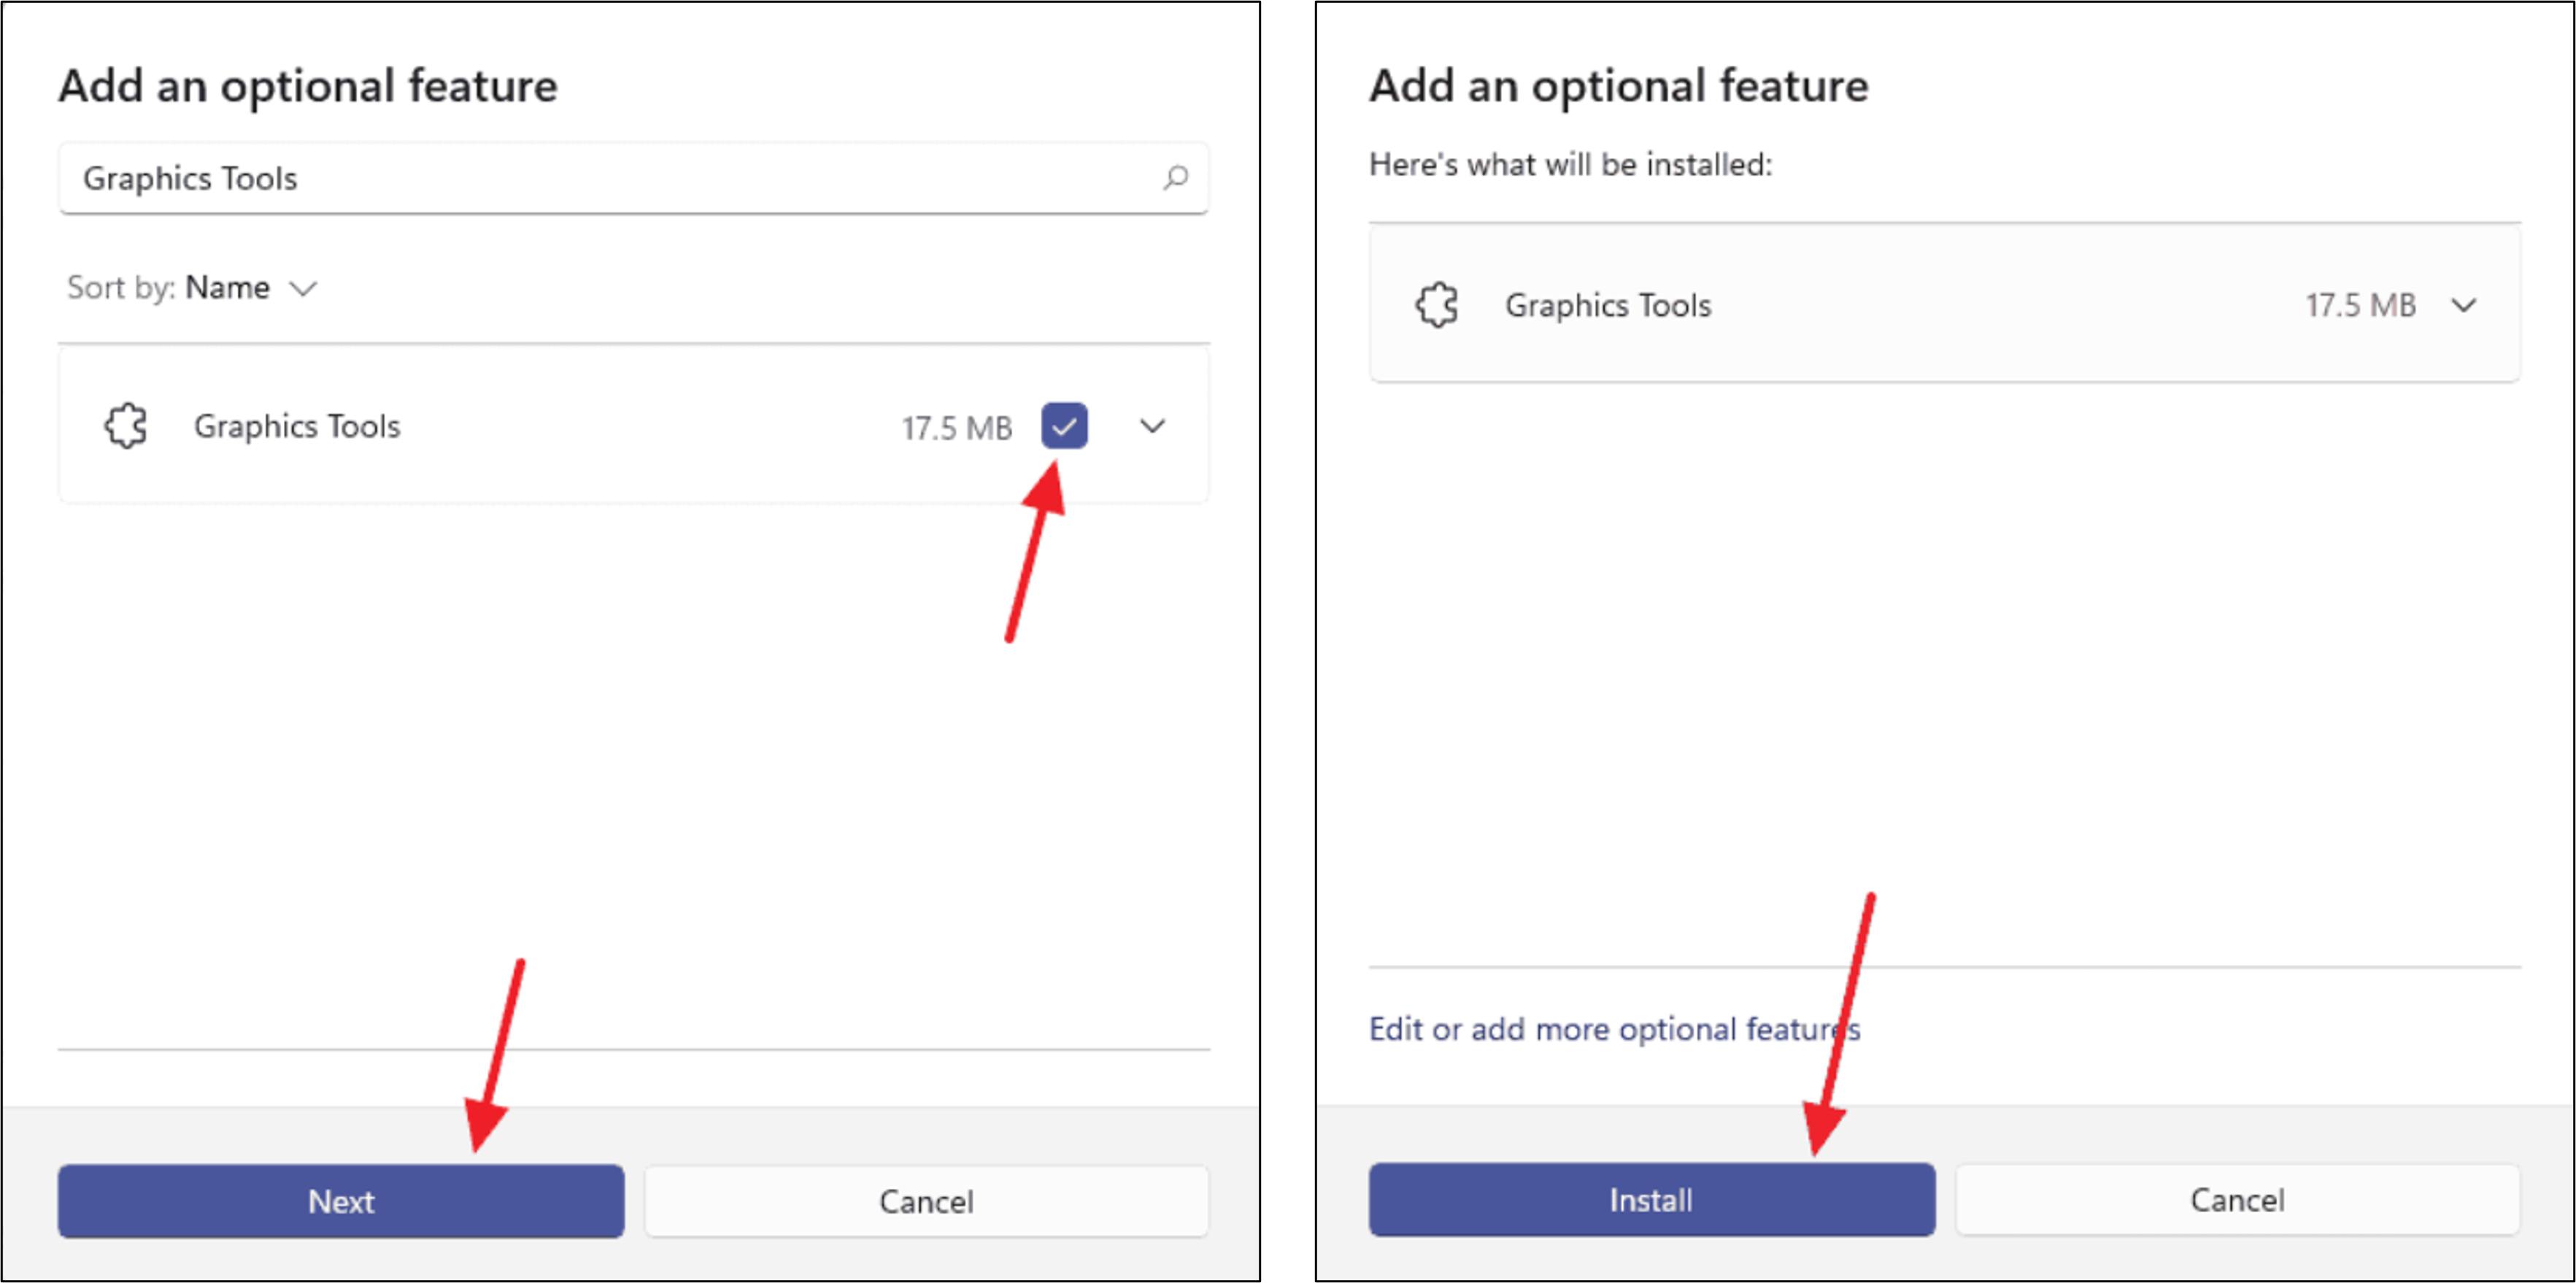 Add an optional feature
Graphics Tools
Sort by: Name
Graphics Tools 17.5 MB
Next Cancel
Add an optional feature
Here's what will be installed:
Graphics Tools 17.5 MB
Edit or add more optional features
Install Cancel